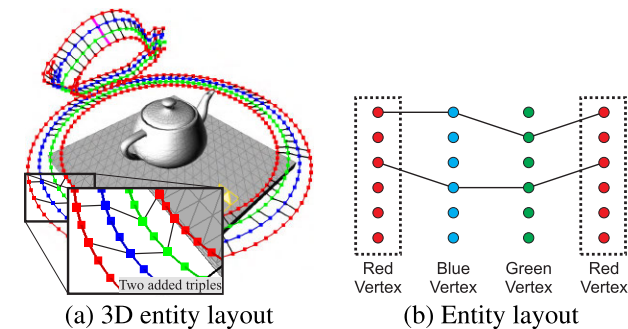 Two added triples
(a) 3D entity layout
Red Blue Green Red
Vertex Vertex Vertex Vertex
(b) Entity layout